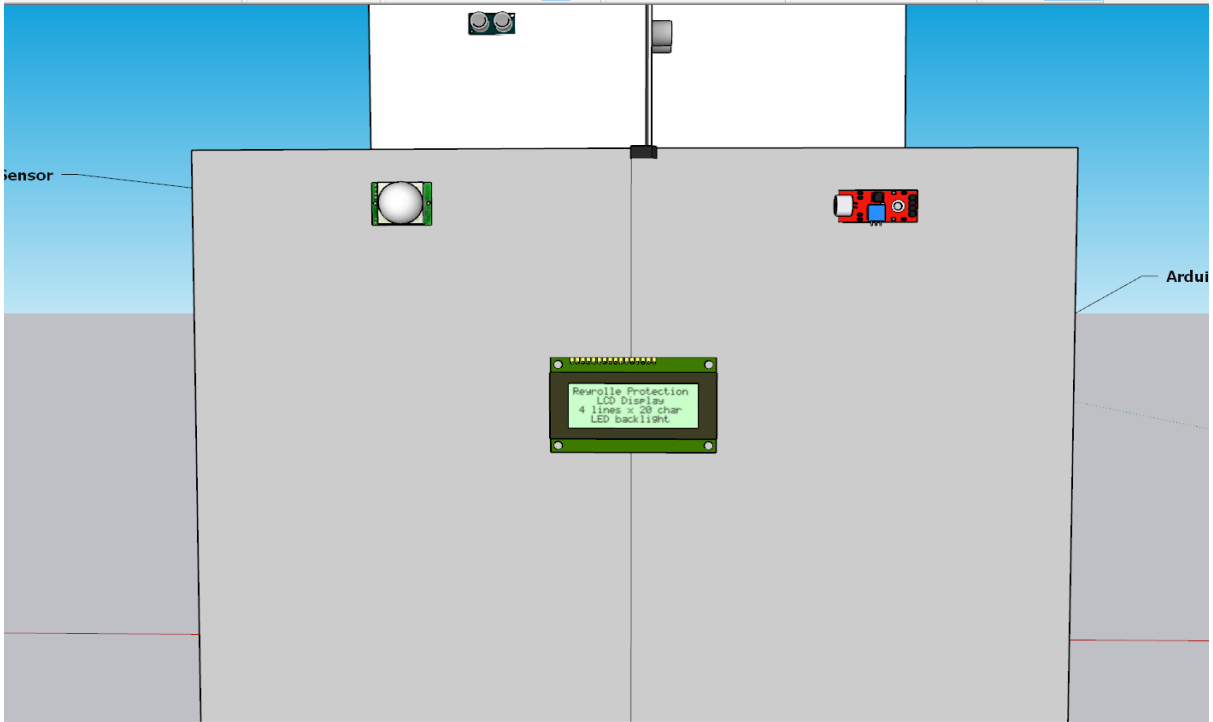 Sensor
Ardui
Reyrolle Protection
LCD Display
4 lines x 20 char
LED backlight